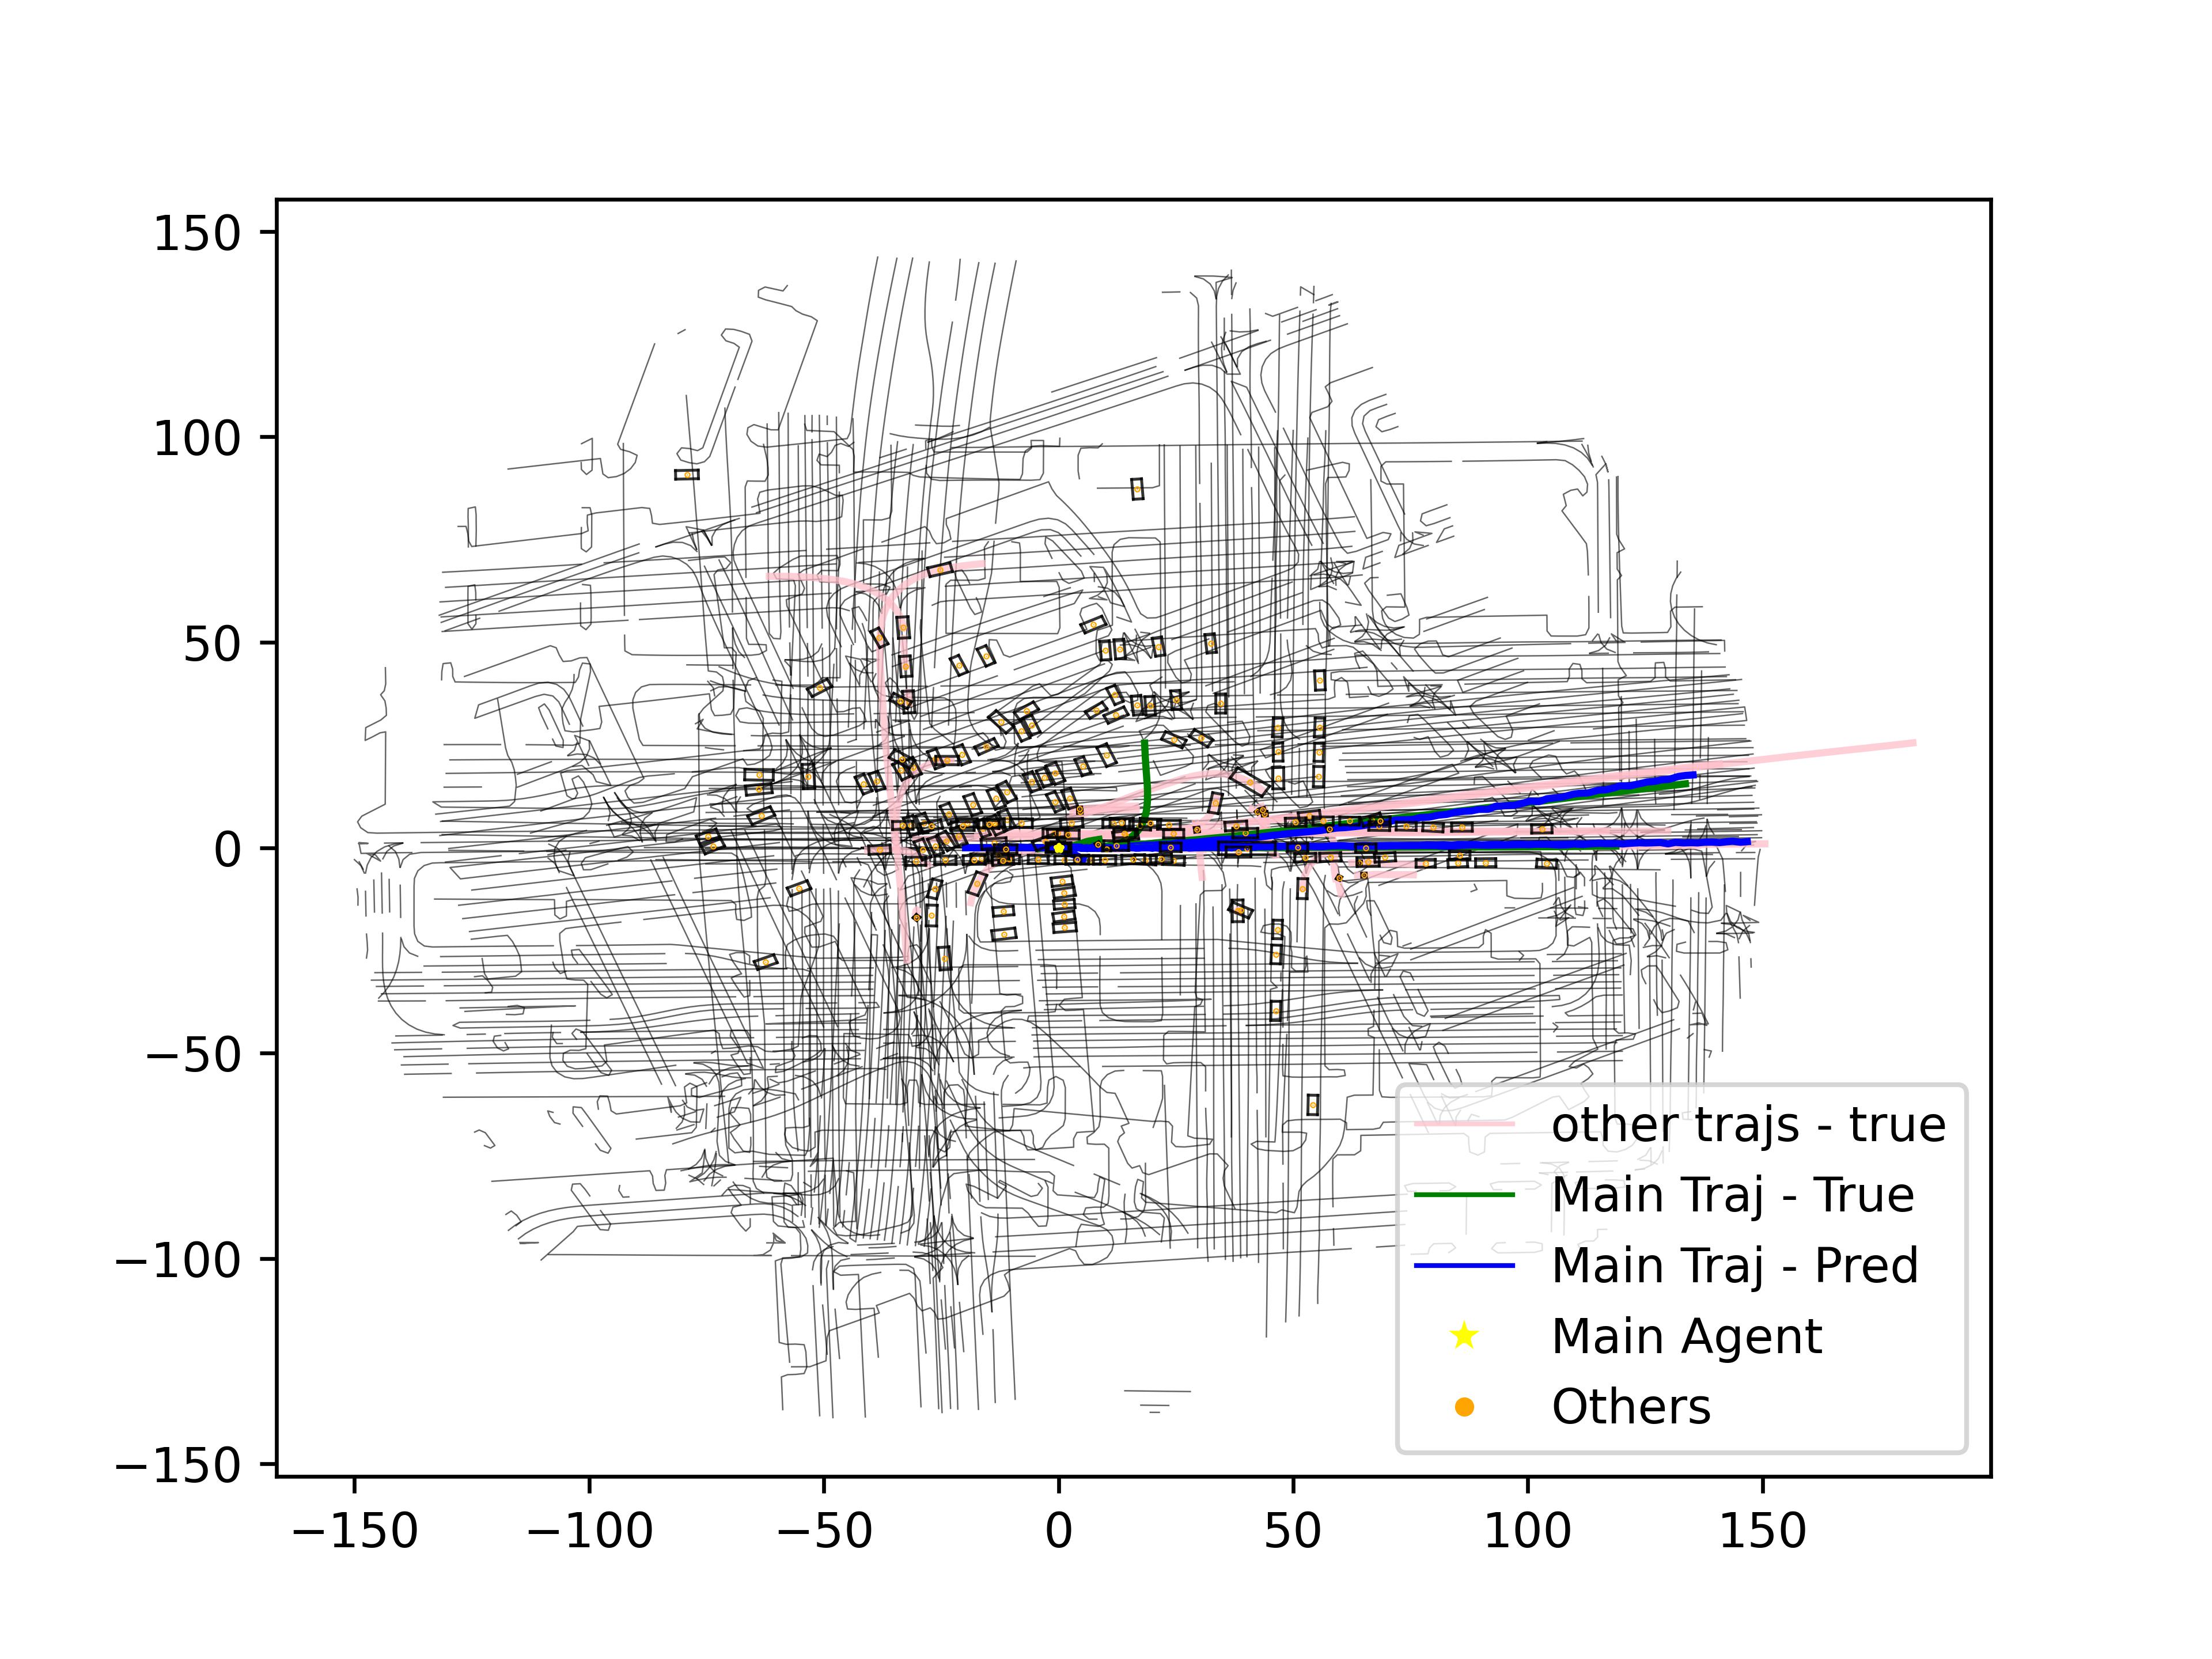 150
100
50
0
−50
−100
−150
−150
−100
−50
0
50
100
150
other trajs - true
Main Traj - True
Main Traj - Pred
Main Agent
Others